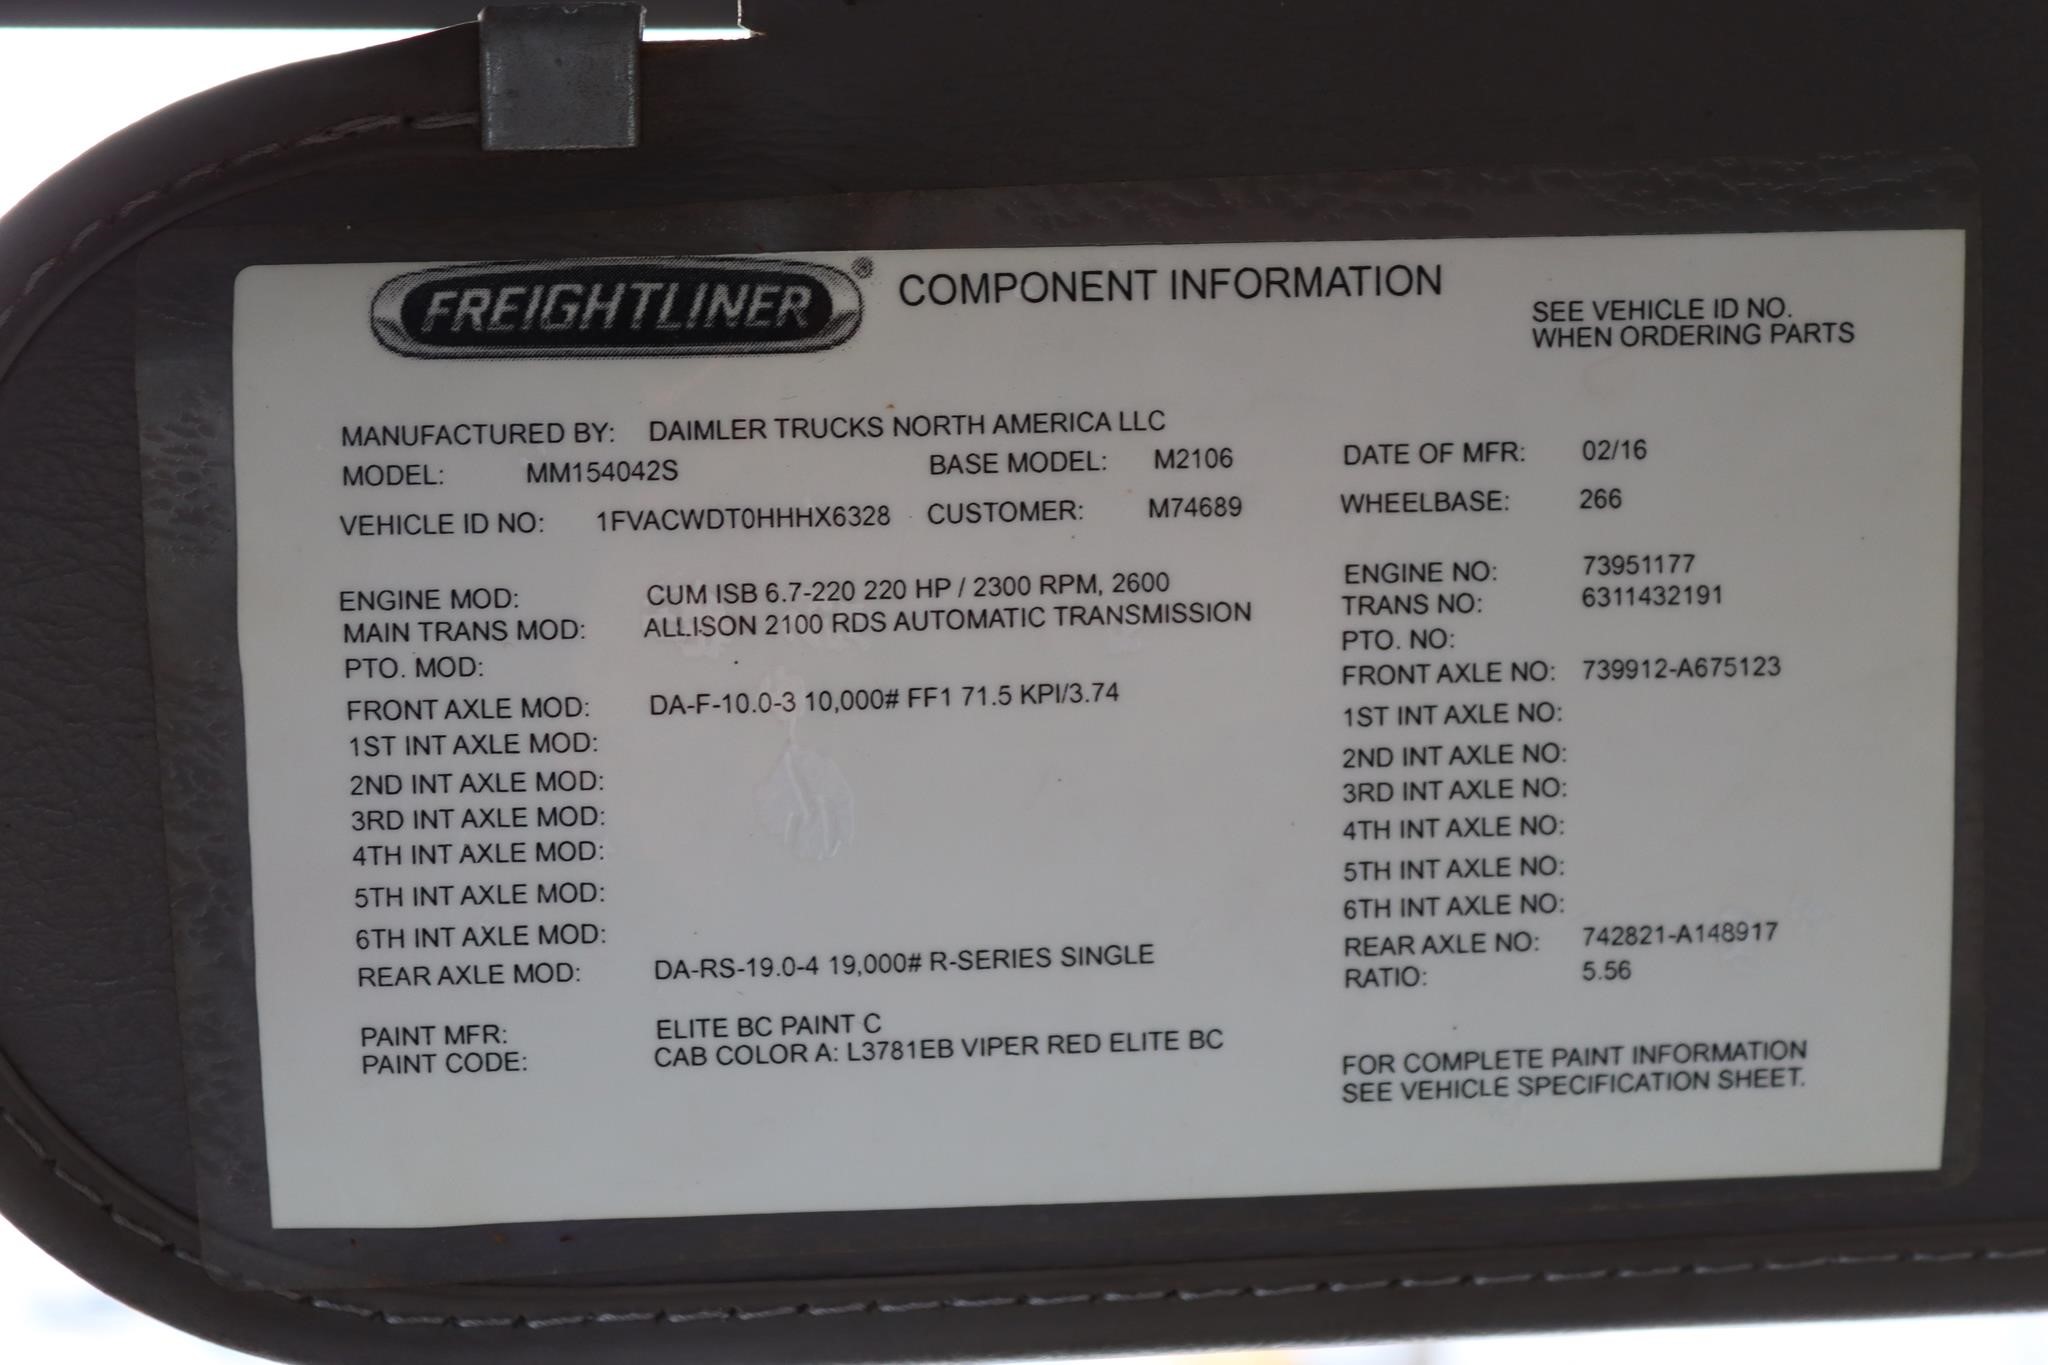 FREIGHTLINER® COMPONENT INFORMATION
SEE VEHICLE ID NO.
WHEN ORDERING PARTS
MANUFACTURED BY: DAIMLER TRUCKS NORTH AMERICA LLC
MODEL: MM154042S BASE MODEL: M2106 DATE OF MFR: 02/16
VEHICLE ID NO: 1FVACWDT0HHHX6328 CUSTOMER: M74689 WHEELBASE: 266
ENGINE MOD: CUM ISB 6.7-220 220 HP / 2300 RPM, 2600 ENGINE NO: 73951177
MAIN TRANS MOD: ALLISON 2100 RDS AUTOMATIC TRANSMISSION TRANS NO: 6311432191
PTO. MOD: PTO. NO:
FRONT AXLE MOD: DA-F-10.0-3 10,000# FF1 71.5 KPI/3.74 FRONT AXLE NO: 739912-A675123
1ST INT AXLE MOD: 1ST INT AXLE NO:
2ND INT AXLE MOD: 2ND INT AXLE NO:
3RD INT AXLE MOD: 3RD INT AXLE NO:
4TH INT AXLE MOD: 4TH INT AXLE NO:
5TH INT AXLE MOD: 5TH INT AXLE NO:
6TH INT AXLE MOD: 6TH INT AXLE NO:
REAR AXLE MOD: DA-RS-19.0-4 19,000# R-SERIES SINGLE REAR AXLE NO: 742821-A148917
RATIO: 5.56
PAINT MFR: ELITE BC PAINT C
PAINT CODE: CAB COLOR A: L3781EB VIPER RED ELITE BC
FOR COMPLETE PAINT INFORMATION
SEE VEHICLE SPECIFICATION SHEET.